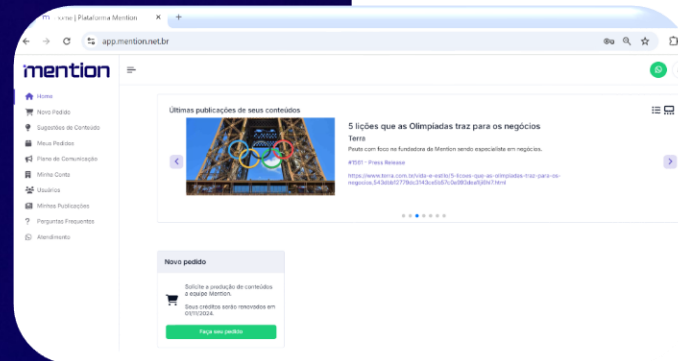 Home | Plataforma Mention
app.mention.net.br
mention
Home
Novo Pedido
Sugestões de Conteúdo
Meus Pedidos
Plano de Comunicação
Minha Conta
Usuários
Minhas Publicações
Perguntas Frequentes
Atendimento
Últimas publicações de seus conteúdos
5 lições que as Olimpíadas traz para os negócios
Terra
Pauta com foco na fundadora da Mention sendo especialista em negócios.
- Press Release
Novo pedido
Solicite a produção de conteúdos
a equipe Mention.
Seus créditos serão renovados em
01/11/2024.
Faça seu pedido